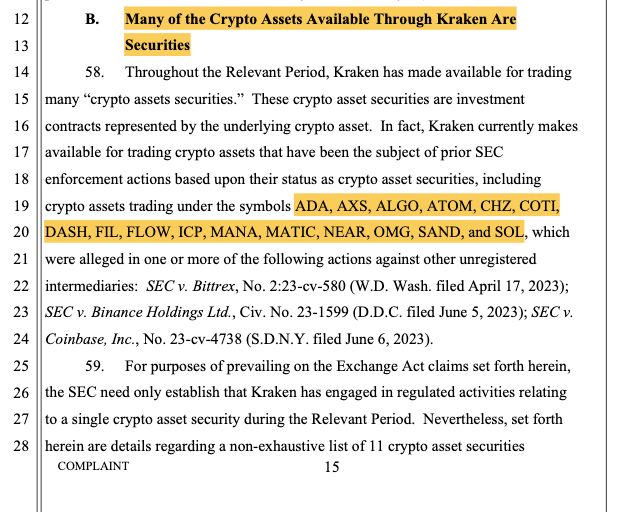 12 B. Many of the Crypto Assets Available Through Kraken Are
13 Securities
14 58. Throughout the Relevant Period, Kraken has made available for trading
15 many “crypto assets securities.” These crypto asset securities are investment
16 contracts represented by the underlying crypto asset. In fact, Kraken currently makes
17 available for trading crypto assets that have been the subject of prior SEC
18 enforcement actions based upon their status as crypto asset securities, including
19 crypto assets trading under the symbols ADA, AXS, ALGO, ATOM, CHZ, COTI,
20 DASH, FIL, FLOW, ICP, MANA, MATIC, NEAR, OMG, SAND, and SOL, which
21 were alleged in one or more of the following actions against other unregistered
22 intermediaries: SEC v. Bittrex, No. 2:23-cv-580 (W.D. Wash. filed April 17, 2023);
23 SEC v. Binance Holdings Ltd., Civ. No. 23-1599 (D.D.C. filed June 5, 2023); SEC v.
24 Coinbase, Inc., No. 23-cv-4738 (S.D.N.Y. filed June 6, 2023).
25 59. For purposes of prevailing on the Exchange Act claims set forth herein,
26 the SEC need only establish that Kraken has engaged in regulated activities relating
27 to a single crypto asset security during the Relevant Period. Nevertheless, set forth
28 herein are details regarding a non-exhaustive list of 11 crypto asset securities
COMPLAINT 15